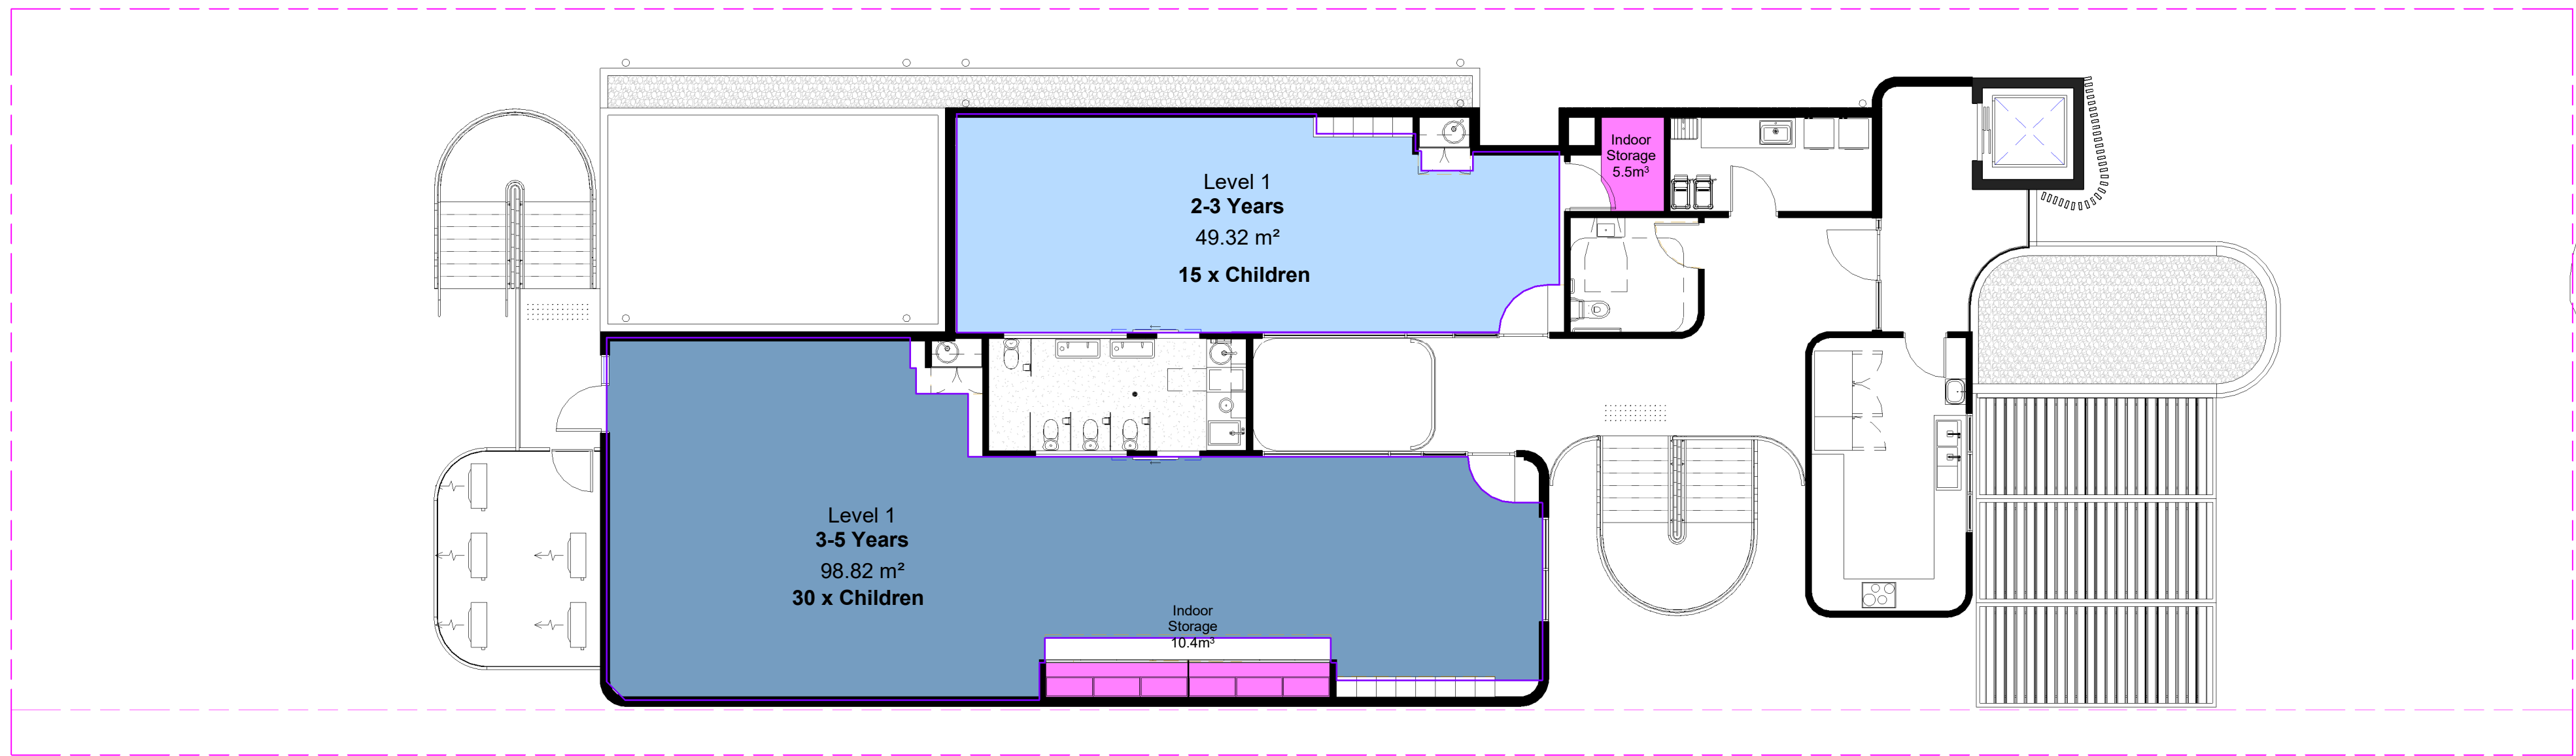 Level 1
2-3 Years
49.32 m²
15 x Children
Indoor
Storage
5.5m³
Level 1
3-5 Years
98.82 m²
30 x Children
Indoor
Storage
10.4m³